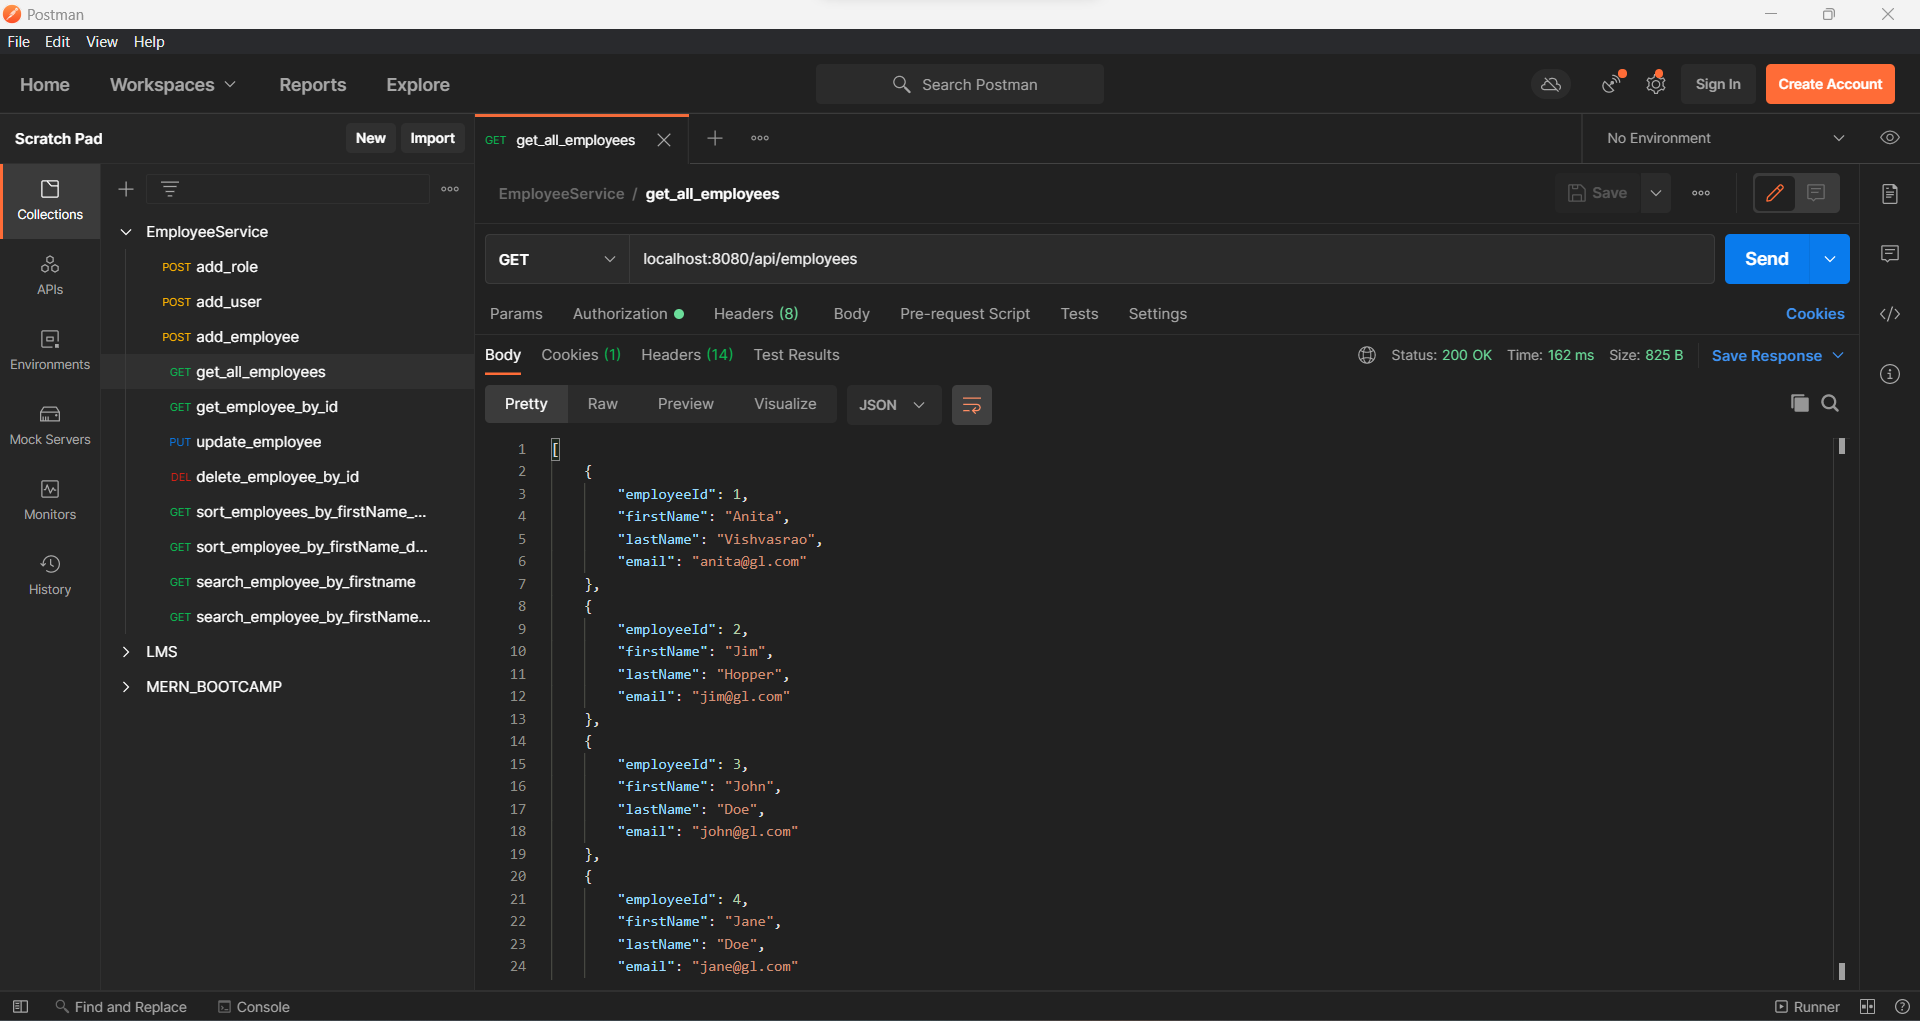 Postman
File Edit View Help
Home Workspaces Reports Explore Search Postman Sign In Create Account
Scratch Pad New Import GET get_all_employees No Environment
Collections
APIs
Environments
Mock Servers
Monitors
History
EmployeeService
POST add_role
POST add_user
POST add_employee
GET get_all_employees
GET get_employee_by_id
PUT update_employee
DEL delete_employee_by_id
GET sort_employees_by_firstName_...
GET sort_employee_by_firstName_d...
GET search_employee_by_firstname
GET search_employee_by_firstName...
LMS
MERN_BOOTCAMP
EmployeeService / get_all_employees Save
GET localhost:8080/api/employees Send
Params Authorization Headers (8) Body Pre-request Script Tests Settings Cookies
Body Cookies (1) Headers (14) Test Results Status: 200 OK Time: 162 ms Size: 825 B Save Response
Pretty Raw Preview Visualize JSON
1 [
2 {
3 "employeeId": 1,
4 "firstName": "Anita",
5 "lastName": "Vishvasrao",
6 "email": "anita@gl.com"
7 },
8 {
9 "employeeId": 2,
10 "firstName": "Jim",
11 "lastName": "Hopper",
12 "email": "jim@gl.com"
13 },
14 {
15 "employeeId": 3,
16 "firstName": "John",
17 "lastName": "Doe",
18 "email": "john@gl.com"
19 },
20 {
21 "employeeId": 4,
22 "firstName": "Jane",
23 "lastName": "Doe",
24 "email": "jane@gl.com"
Find and Replace Console Runner